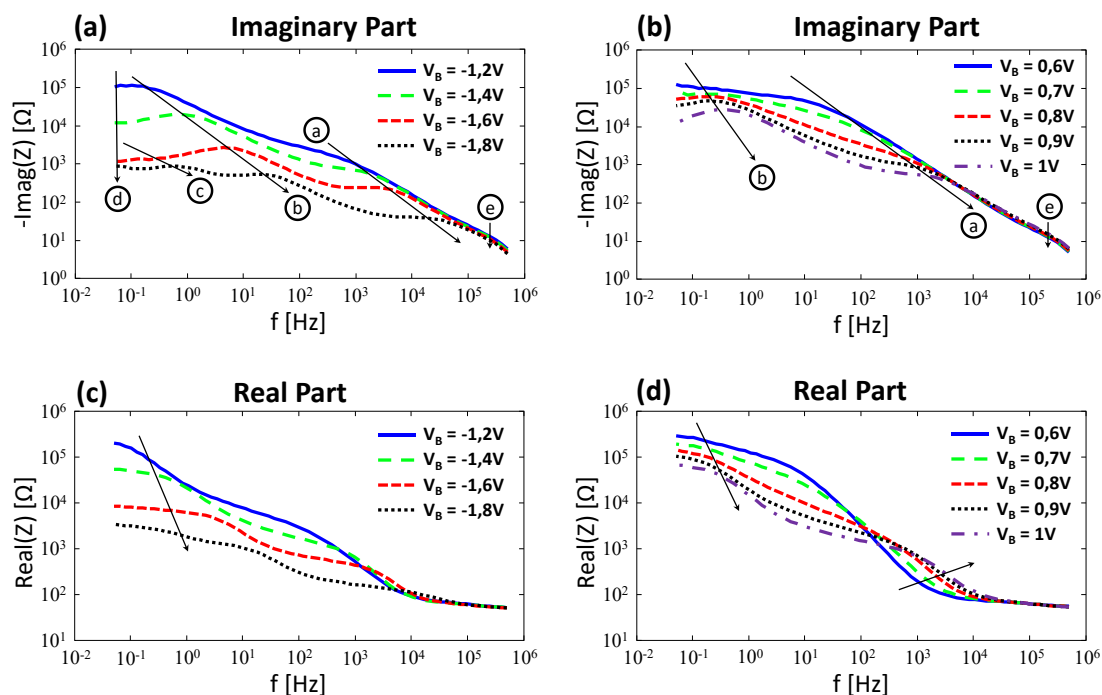 (a) Imaginary Part
-Imag(Z) [Ω]
10^6
10^5
10^4
10^3
10^2
10^1
10^0
V_B = -1,2V
V_B = -1,4V
V_B = -1,6V
V_B = -1,8V
a
b
c
d
e
10^-2 10^-1 10^0 10^1 10^2 10^3 10^4 10^5 10^6
f [Hz]
(b) Imaginary Part
-Imag(Z) [Ω]
10^6
10^5
10^4
10^3
10^2
10^1
10^0
V_B = 0,6V
V_B = 0,7V
V_B = 0,8V
V_B = 0,9V
V_B = 1V
b
a
e
10^-2 10^-1 10^0 10^1 10^2 10^3 10^4 10^5 10^6
f [Hz]
(c) Real Part
Real(Z) [Ω]
10^6
10^5
10^4
10^3
10^2
10^1
V_B = -1,2V
V_B = -1,4V
V_B = -1,6V
V_B = -1,8V
10^-2 10^-1 10^0 10^1 10^2 10^3 10^4 10^5 10^6
f [Hz]
(d) Real Part
Real(Z) [Ω]
10^6
10^5
10^4
10^3
10^2
10^1
V_B = 0,6V
V_B = 0,7V
V_B = 0,8V
V_B = 0,9V
V_B = 1V
10^-2 10^-1 10^0 10^1 10^2 10^3 10^4 10^5 10^6
f [Hz]